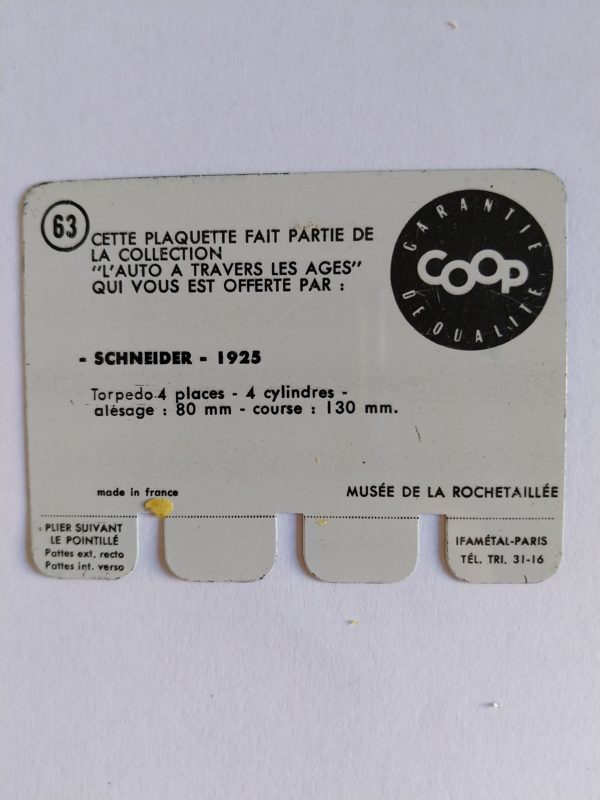 63
CETTE PLAQUETTE FAIT PARTIE DE
LA COLLECTION
"L'AUTO A TRAVERS LES AGES"
QUI VOUS EST OFFERTE PAR :
GARANTIE
COOP
DE QUALITE
- SCHNEIDER - 1925
Torpedo 4 places - 4 cylindres -
alésage : 80 mm - course : 130 mm.
made in france
MUSÉE DE LA ROCHETAILLÉE
PLIER SUIVANT
LE POINTILLÉ
Pattes ext. recto
Pattes int. verso
IFAMÉTAL-PARIS
TÉL. TRI. 31-16